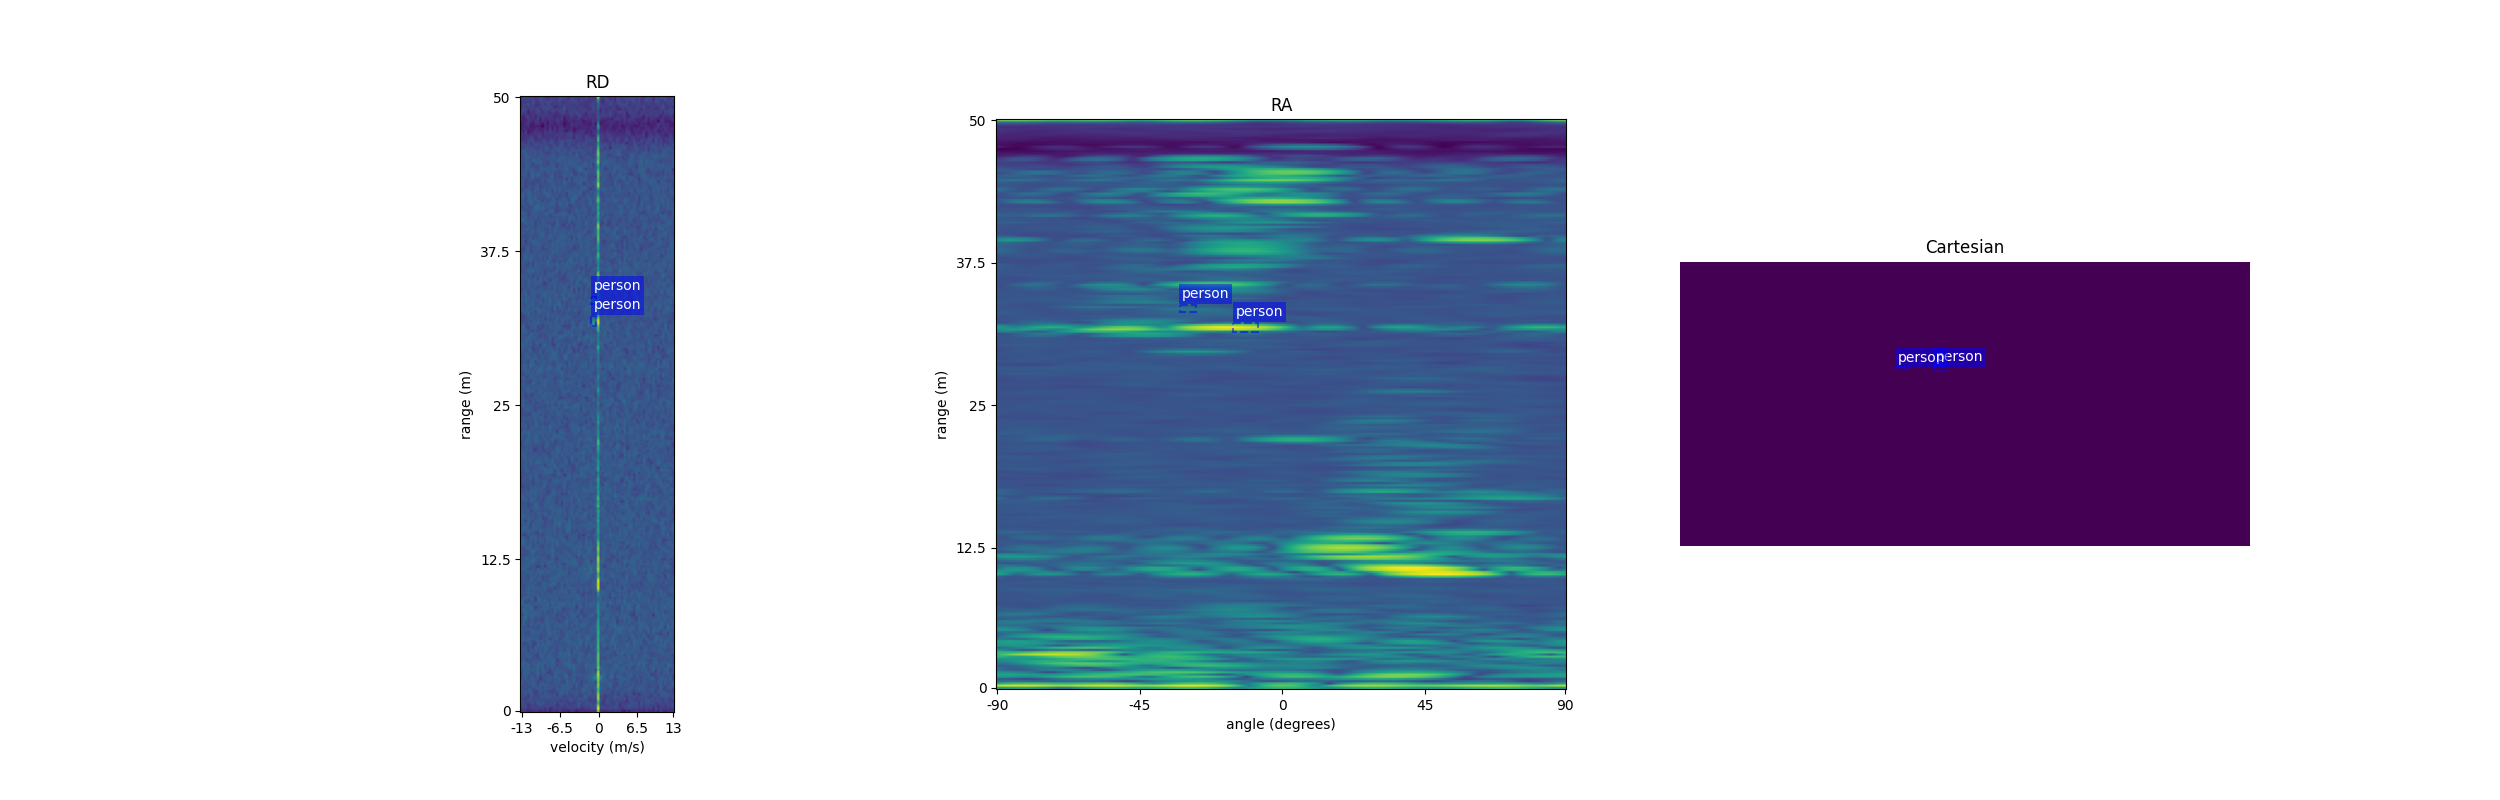 RD
50
37.5
25
12.5
0
range (m)
person
person
-13 -6.5 0 6.5 13
velocity (m/s)
RA
50
37.5
25
12.5
0
range (m)
person
person
-90 -45 0 45 90
angle (degrees)
Cartesian
person
person